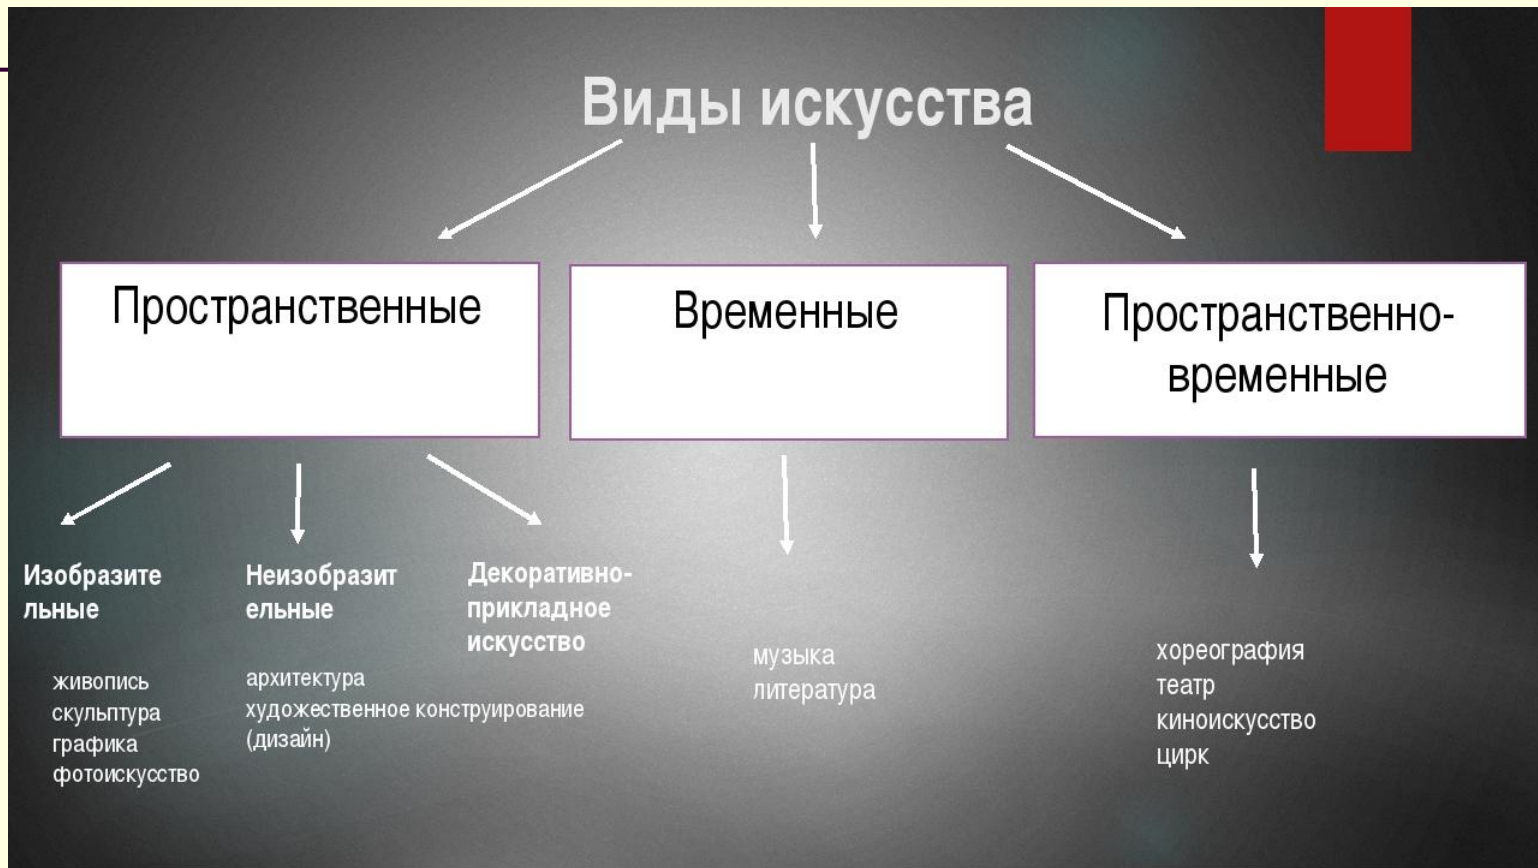 Виды искусства
Пространственные
Временные
Пространственно-
временные
Изобразите
льные
живопись
скульптура
графика
фотоискусство
Неизобразит
ельные
архитектура
художественное конструирование
(дизайн)
Декоративно-
прикладное
искусство
музыка
литература
хореография
театр
киноискусство
цирк